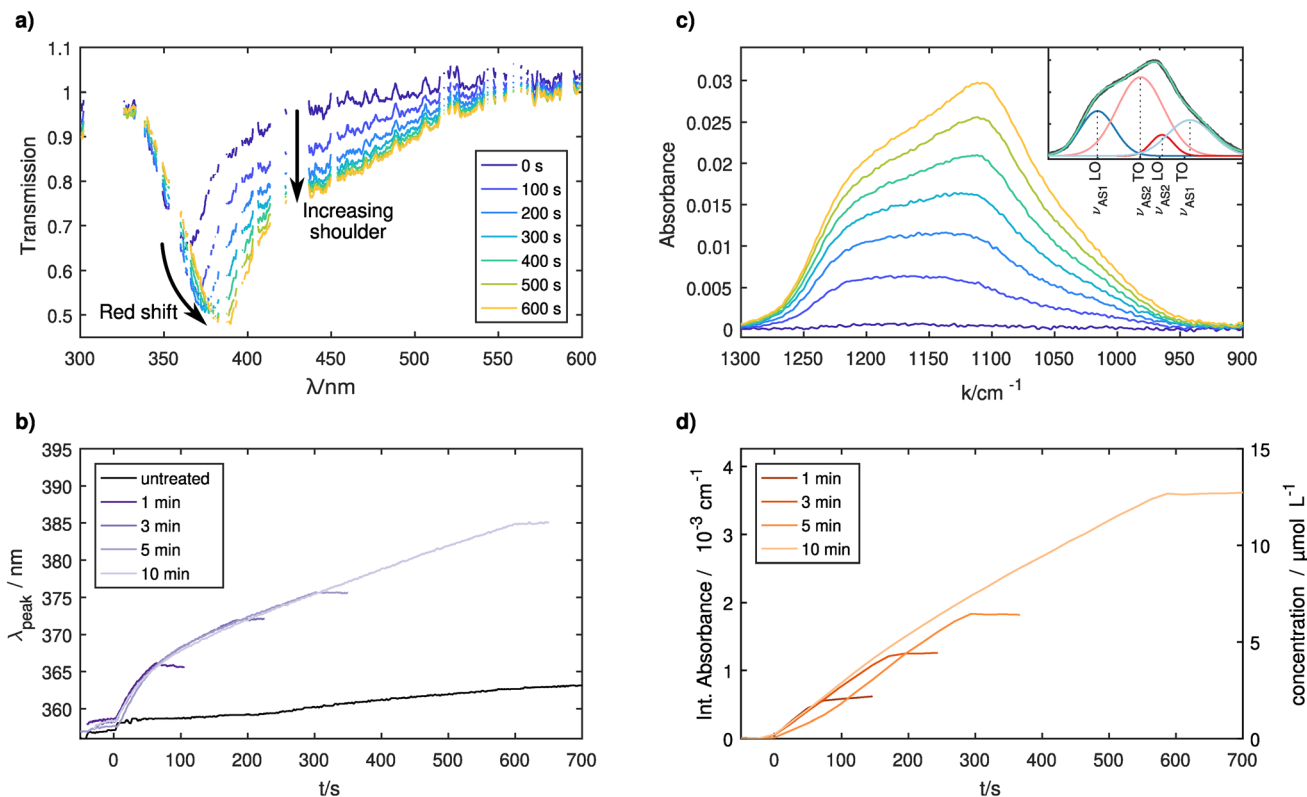 a)
1.1
1
0.9
0.8
0.7
0.6
0.5
Transmission
300
350
400
450
500
550
600
λ/nm
Red shift
Increasing
shoulder
0 s
100 s
200 s
300 s
400 s
500 s
600 s
c)
0.03
0.025
0.02
0.015
0.01
0.005
0
Absorbance
1300
1250
1200
1150
1100
1050
1000
950
900
k/cm -1
LO
TO
LO
TO
νAS1
νAS2
νAS2
νAS1
b)
395
390
385
380
375
370
365
360
λpeak / nm
0
100
200
300
400
500
600
700
t/s
untreated
1 min
3 min
5 min
10 min
d)
4
3
2
1
0
Int. Absorbance / 10-3 cm-1
0
100
200
300
400
500
600
700
t/s
1 min
3 min
5 min
10 min
15
10
5
0
concentration / μmol L-1